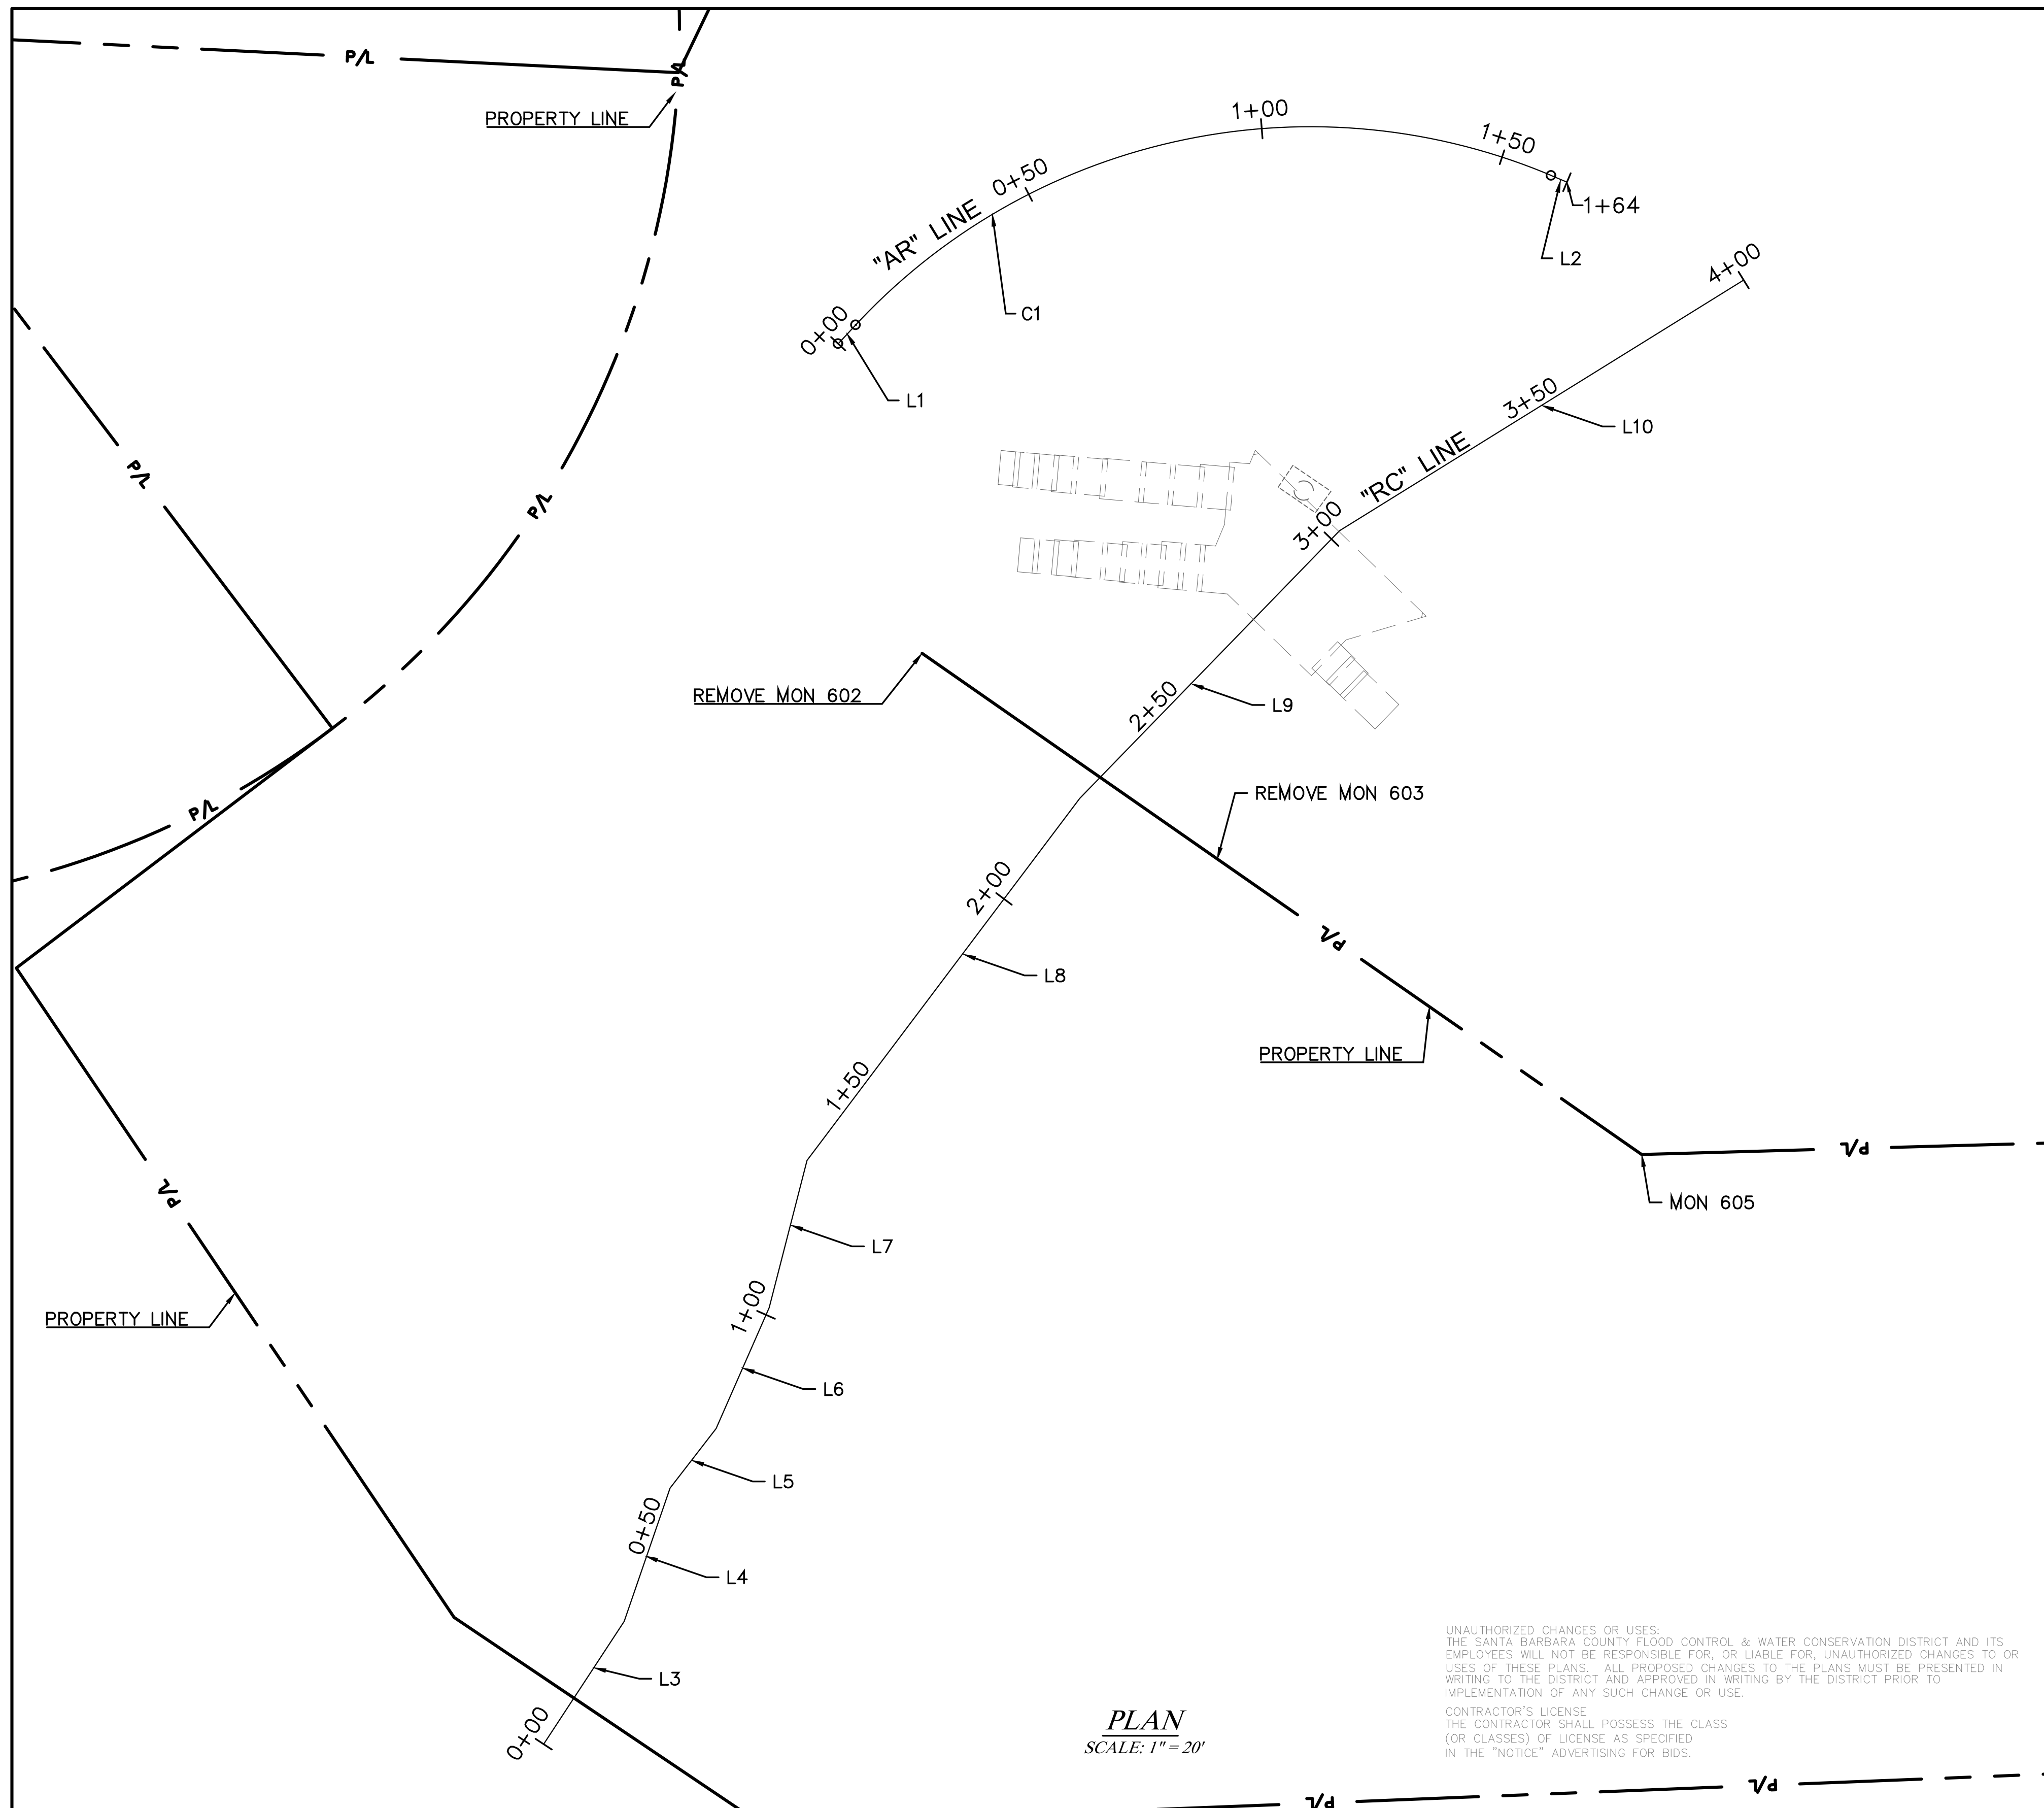 P/L
P/L
PROPERTY LINE
1+00
1+50
0+50
"AR" LINE
1+64
L2
4+00
C1
0+00
L1
3+50
L10
"RC" LINE
P/L
P/L
3+00
REMOVE MON 602
2+50
L9
REMOVE MON 603
P/L
2+00
P/L
L8
PROPERTY LINE
1+50
P/L
P/L
MON 605
L7
PROPERTY LINE
1+00
L6
L5
0+50
L4
L3
0+00
PLAN
SCALE: 1" = 20'
UNAUTHORIZED CHANGES OR USES:
THE SANTA BARBARA COUNTY FLOOD CONTROL & WATER CONSERVATION DISTRICT AND ITS
EMPLOYEES WILL NOT BE RESPONSIBLE FOR, OR LIABLE FOR, UNAUTHORIZED CHANGES TO OR
USES OF THESE PLANS. ALL PROPOSED CHANGES TO THE PLANS MUST BE PRESENTED IN
WRITING TO THE DISTRICT AND APPROVED IN WRITING BY THE DISTRICT PRIOR TO
IMPLEMENTATION OF ANY SUCH CHANGE OR USE.
CONTRACTOR'S LICENSE
THE CONTRACTOR SHALL POSSESS THE CLASS
(OR CLASSES) OF LICENSE AS SPECIFIED
IN THE "NOTICE" ADVERTISING FOR BIDS.
P/L
P/L